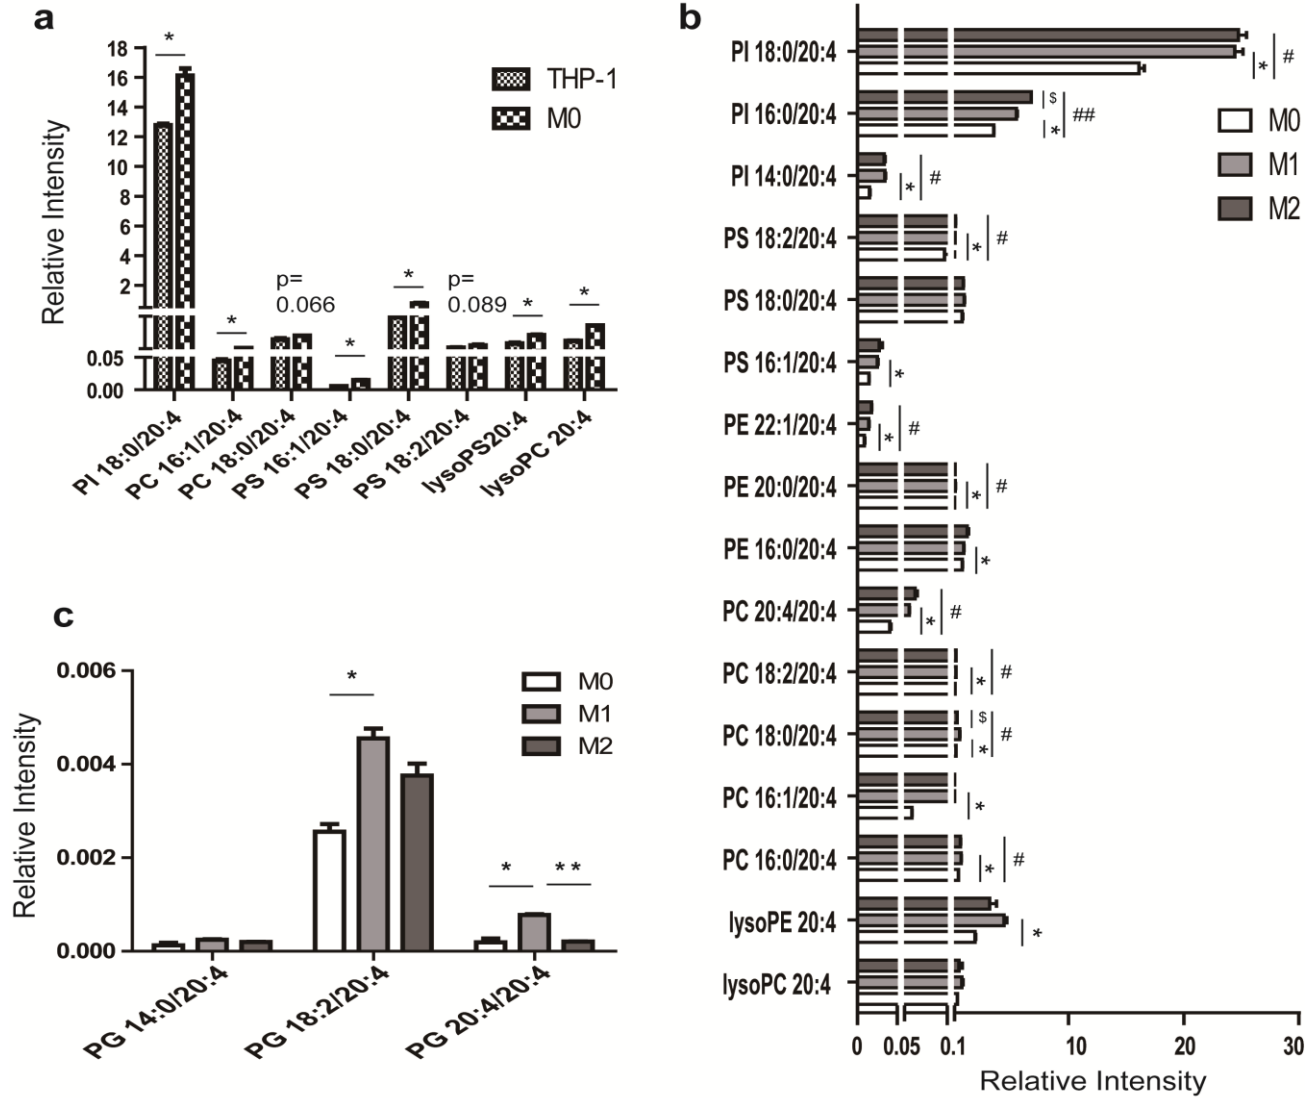 a
18
16
14
12
10
8
6
4
2
0.05
0.00
Relative Intensity
*
*
p=
0.066
*
*
p=
0.089
*
*
THP-1
M0
PI 18:0/20:4
PC 16:1/20:4
PC 18:0/20:4
PS 16:1/20:4
PS 18:0/20:4
PS 18:2/20:4
lysoPS20:4
lysoPC 20:4
b
PI 18:0/20:4 * #
PI 16:0/20:4 $ * ##
PI 14:0/20:4 * #
PS 18:2/20:4 * #
PS 18:0/20:4
PS 16:1/20:4 *
PE 22:1/20:4 * #
PE 20:0/20:4 * #
PE 16:0/20:4 *
PC 20:4/20:4 * #
PC 18:2/20:4 * #
PC 18:0/20:4 $ * #
PC 16:1/20:4 *
PC 16:0/20:4 * #
lysoPE 20:4 *
lysoPC 20:4
M0
M1
M2
0 0.05 0.1 10 20 30
Relative Intensity
c
0.006
0.004
0.002
0.000
Relative Intensity
*
*
**
M0
M1
M2
PG 14:0/20:4
PG 18:2/20:4
PG 20:4/20:4